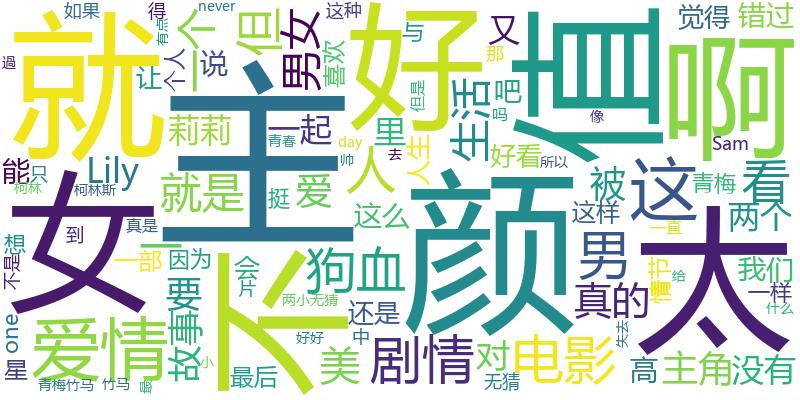 如果
得
never
这种
与
又
觉得
错过
過
就
一个
但
有点
那
让
个人
说
男女
喜欢
好
值
啊
主
莉莉
一起
里
但是
吧
吗
生活
像
Sam
能
只
Lily
柯林
柯林斯
青春
day
人
人生
好看
所以
就是
挺
爱
帅
去
被
青梅
看
女
颜
这
太
想
到
真是
不
这么
这样
两个
不是
一部
因为
狗血
男
一直
one
爱情
要
故事
会
片
两小无猜
还是
真的
情节
给
我们
一样
什么
星
好好
中
失去
青梅竹马
竹马
最
小
最后
美
剧情
对
无猜
电影
高
主角
没有